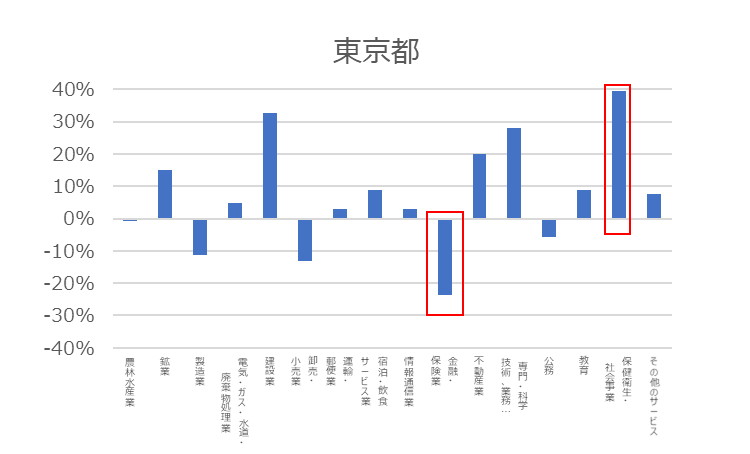 東京都
40%
30%
20%
10%
0%
-10%
-20%
-30%
-40%
農林水産業
鉱業
製造業
電気・ガス・水道・
廃棄物処理業
建設業
卸売・
小売業
運輸・
郵便業
宿泊・飲食
サービス業
情報通信業
金融・
保険業
不動産業
専門・科学
技術、業務…
公務
教育
保健衛生・
社会事業
その他のサービス